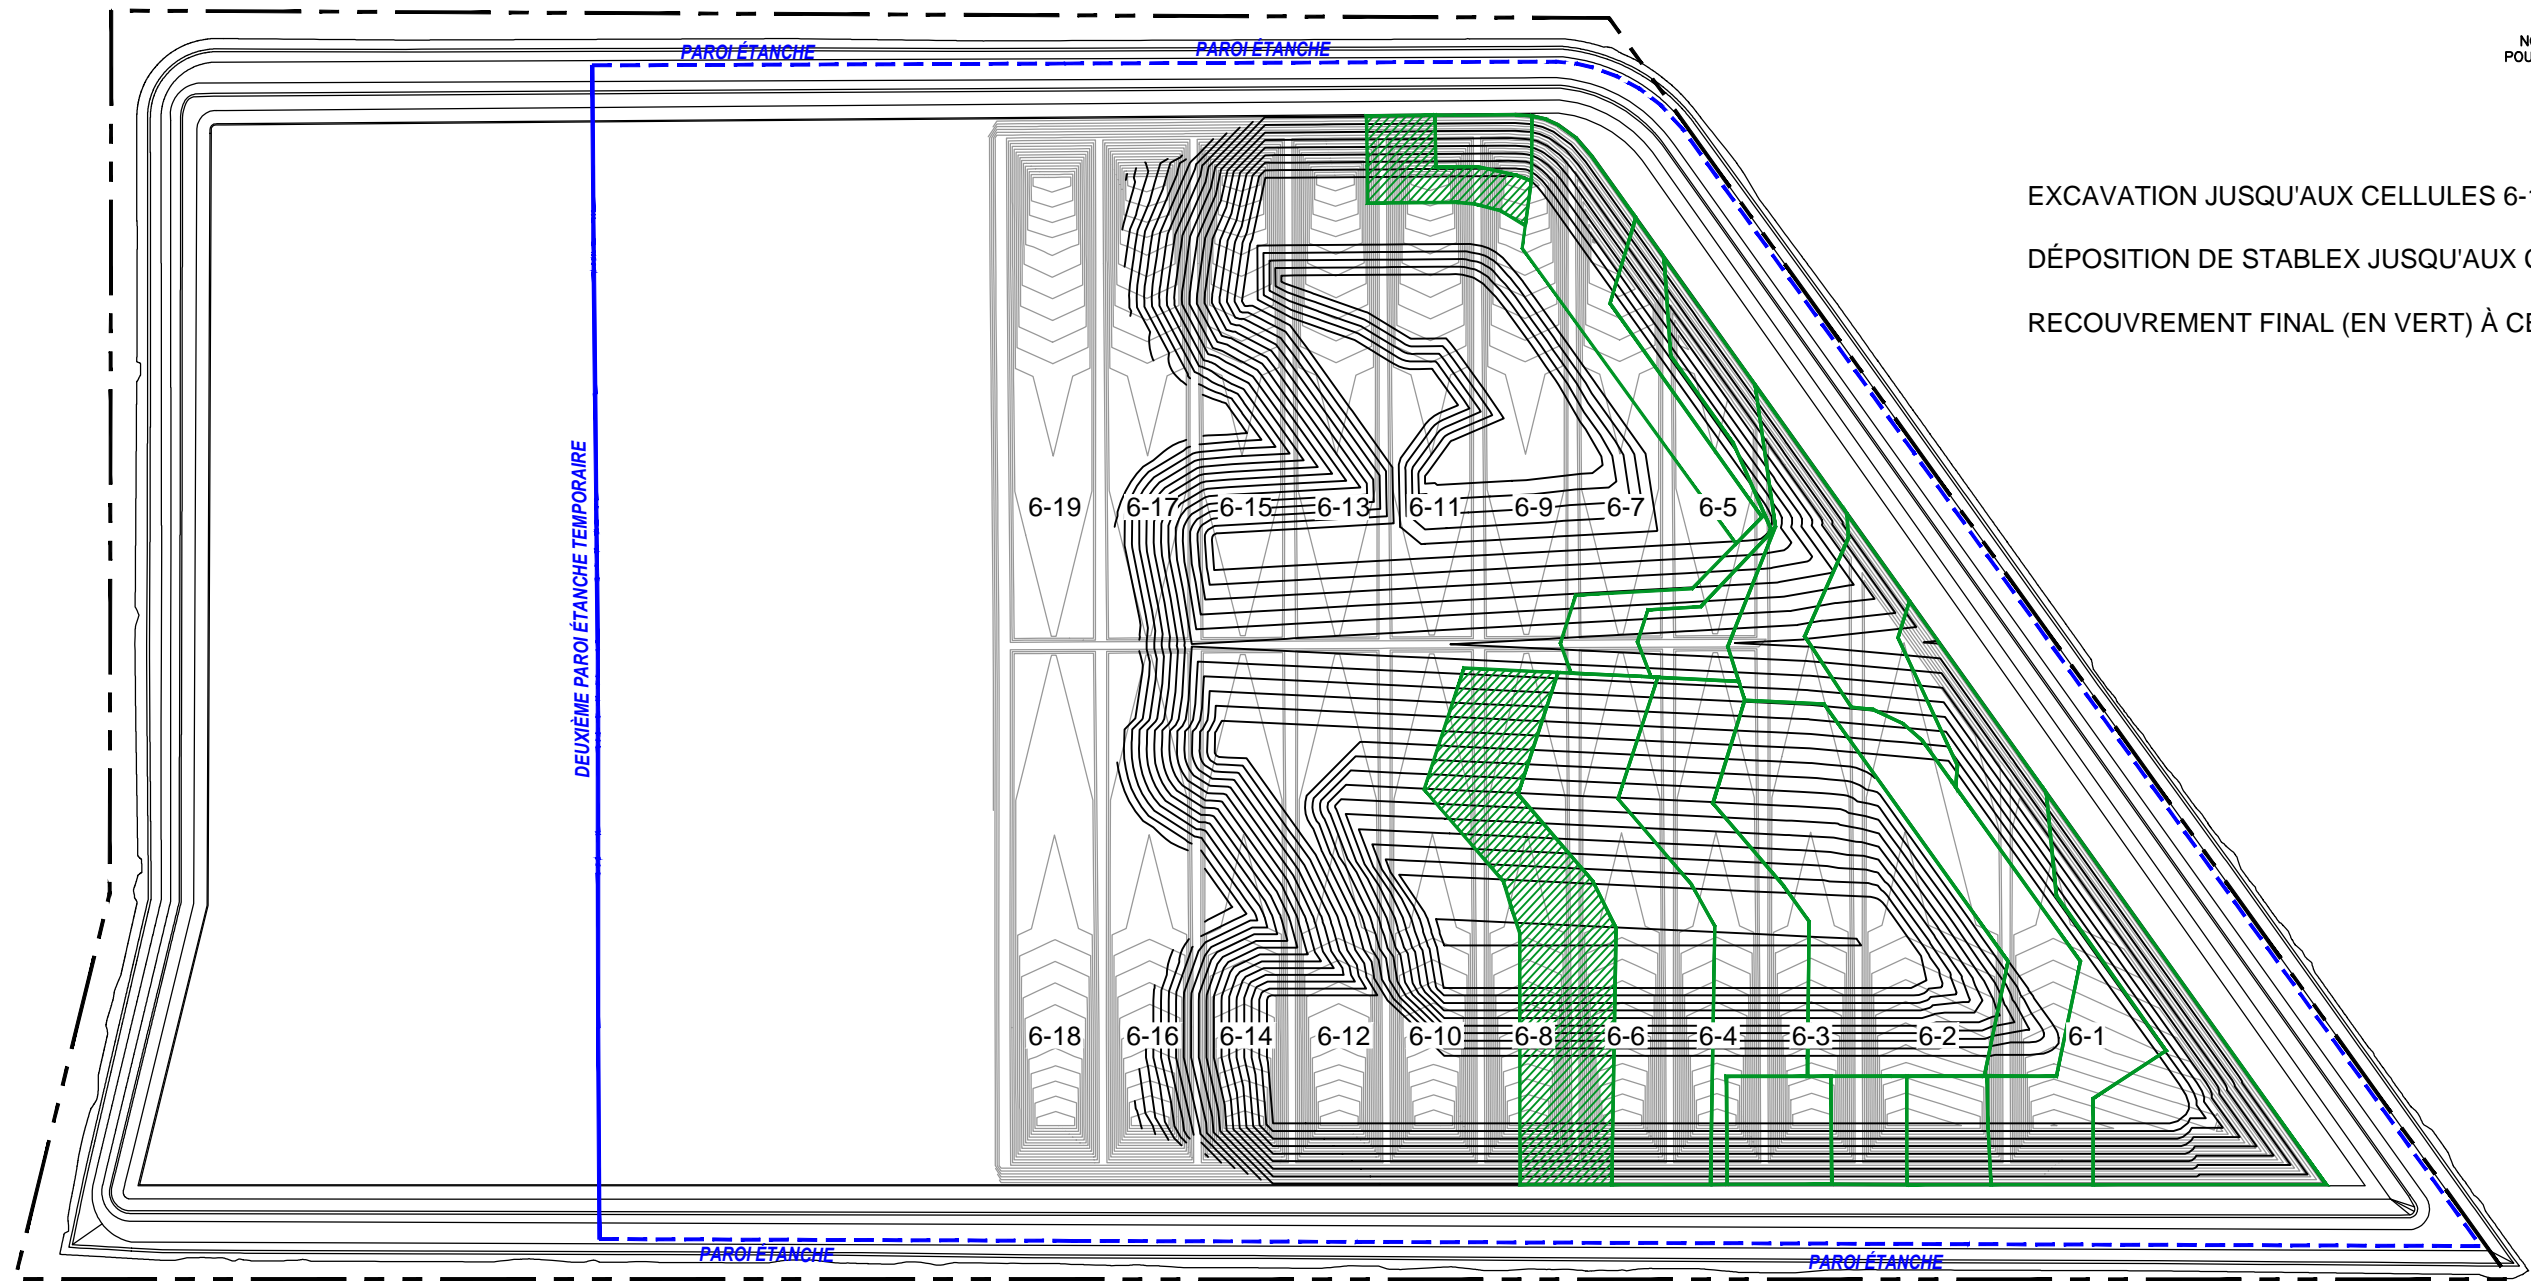 PAROI ÉTANCHE
PAROI ÉTANCHE
EXCAVATION JUSQU'AUX CELLULES 6-
DÉPOSITION DE STABLEX JUSQU'AUX
RECOUVREMENT FINAL (EN VERT) À
DEUXIÈME PAROI ÉTANCHE TEMPORAIRE
6-19
6-17
6-15
6-13
6-11
6-9
6-7
6-5
6-18
6-16
6-14
6-12
6-10
6-8
6-6
6-4
6-3
6-2
6-1
PAROI ÉTANCHE
PAROI ÉTANCHE